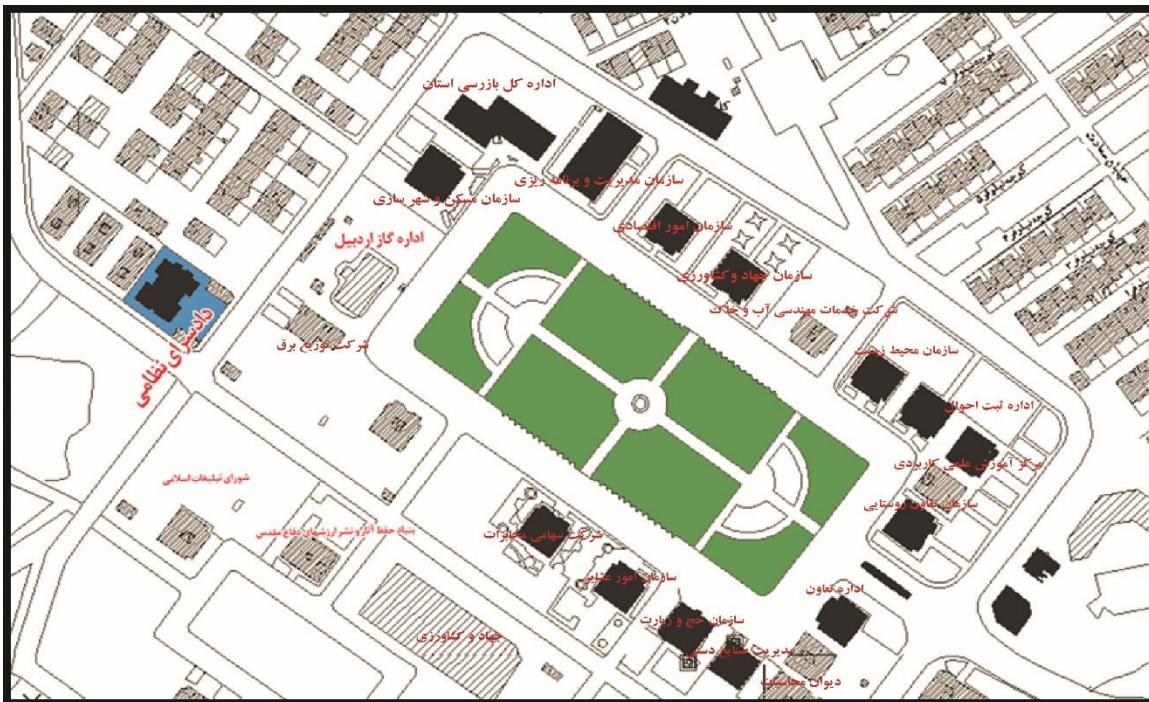 اداره کل بازرسی استان
سازمان مدیریت و برنامه ریزی
سازمان مسکن و شهر سازی
سازمان امور اقتصادی
اداره گاز اردبیل
سازمان جهاد و کشاورزی
شرکت خدمات مهندسی آب و خاک
دادسرای نظامی
شرکت توزیع برق
سازمان محیط زیست
اداره ثبت احوال
مرکز آموزش علمی کاربردی
سازمان تعاون روستایی
شورای تبلیغات اسلامی
بنیاد حفظ آثار و نشر ارزشهای دفاع مقدس
شرکت سهامی مخابرات
سازمان امور عشایر
اداره تعاون
سازمان حج و زیارت
جهاد و کشاورزی
مدیریت صنایع دستی
دیوان محاسبات